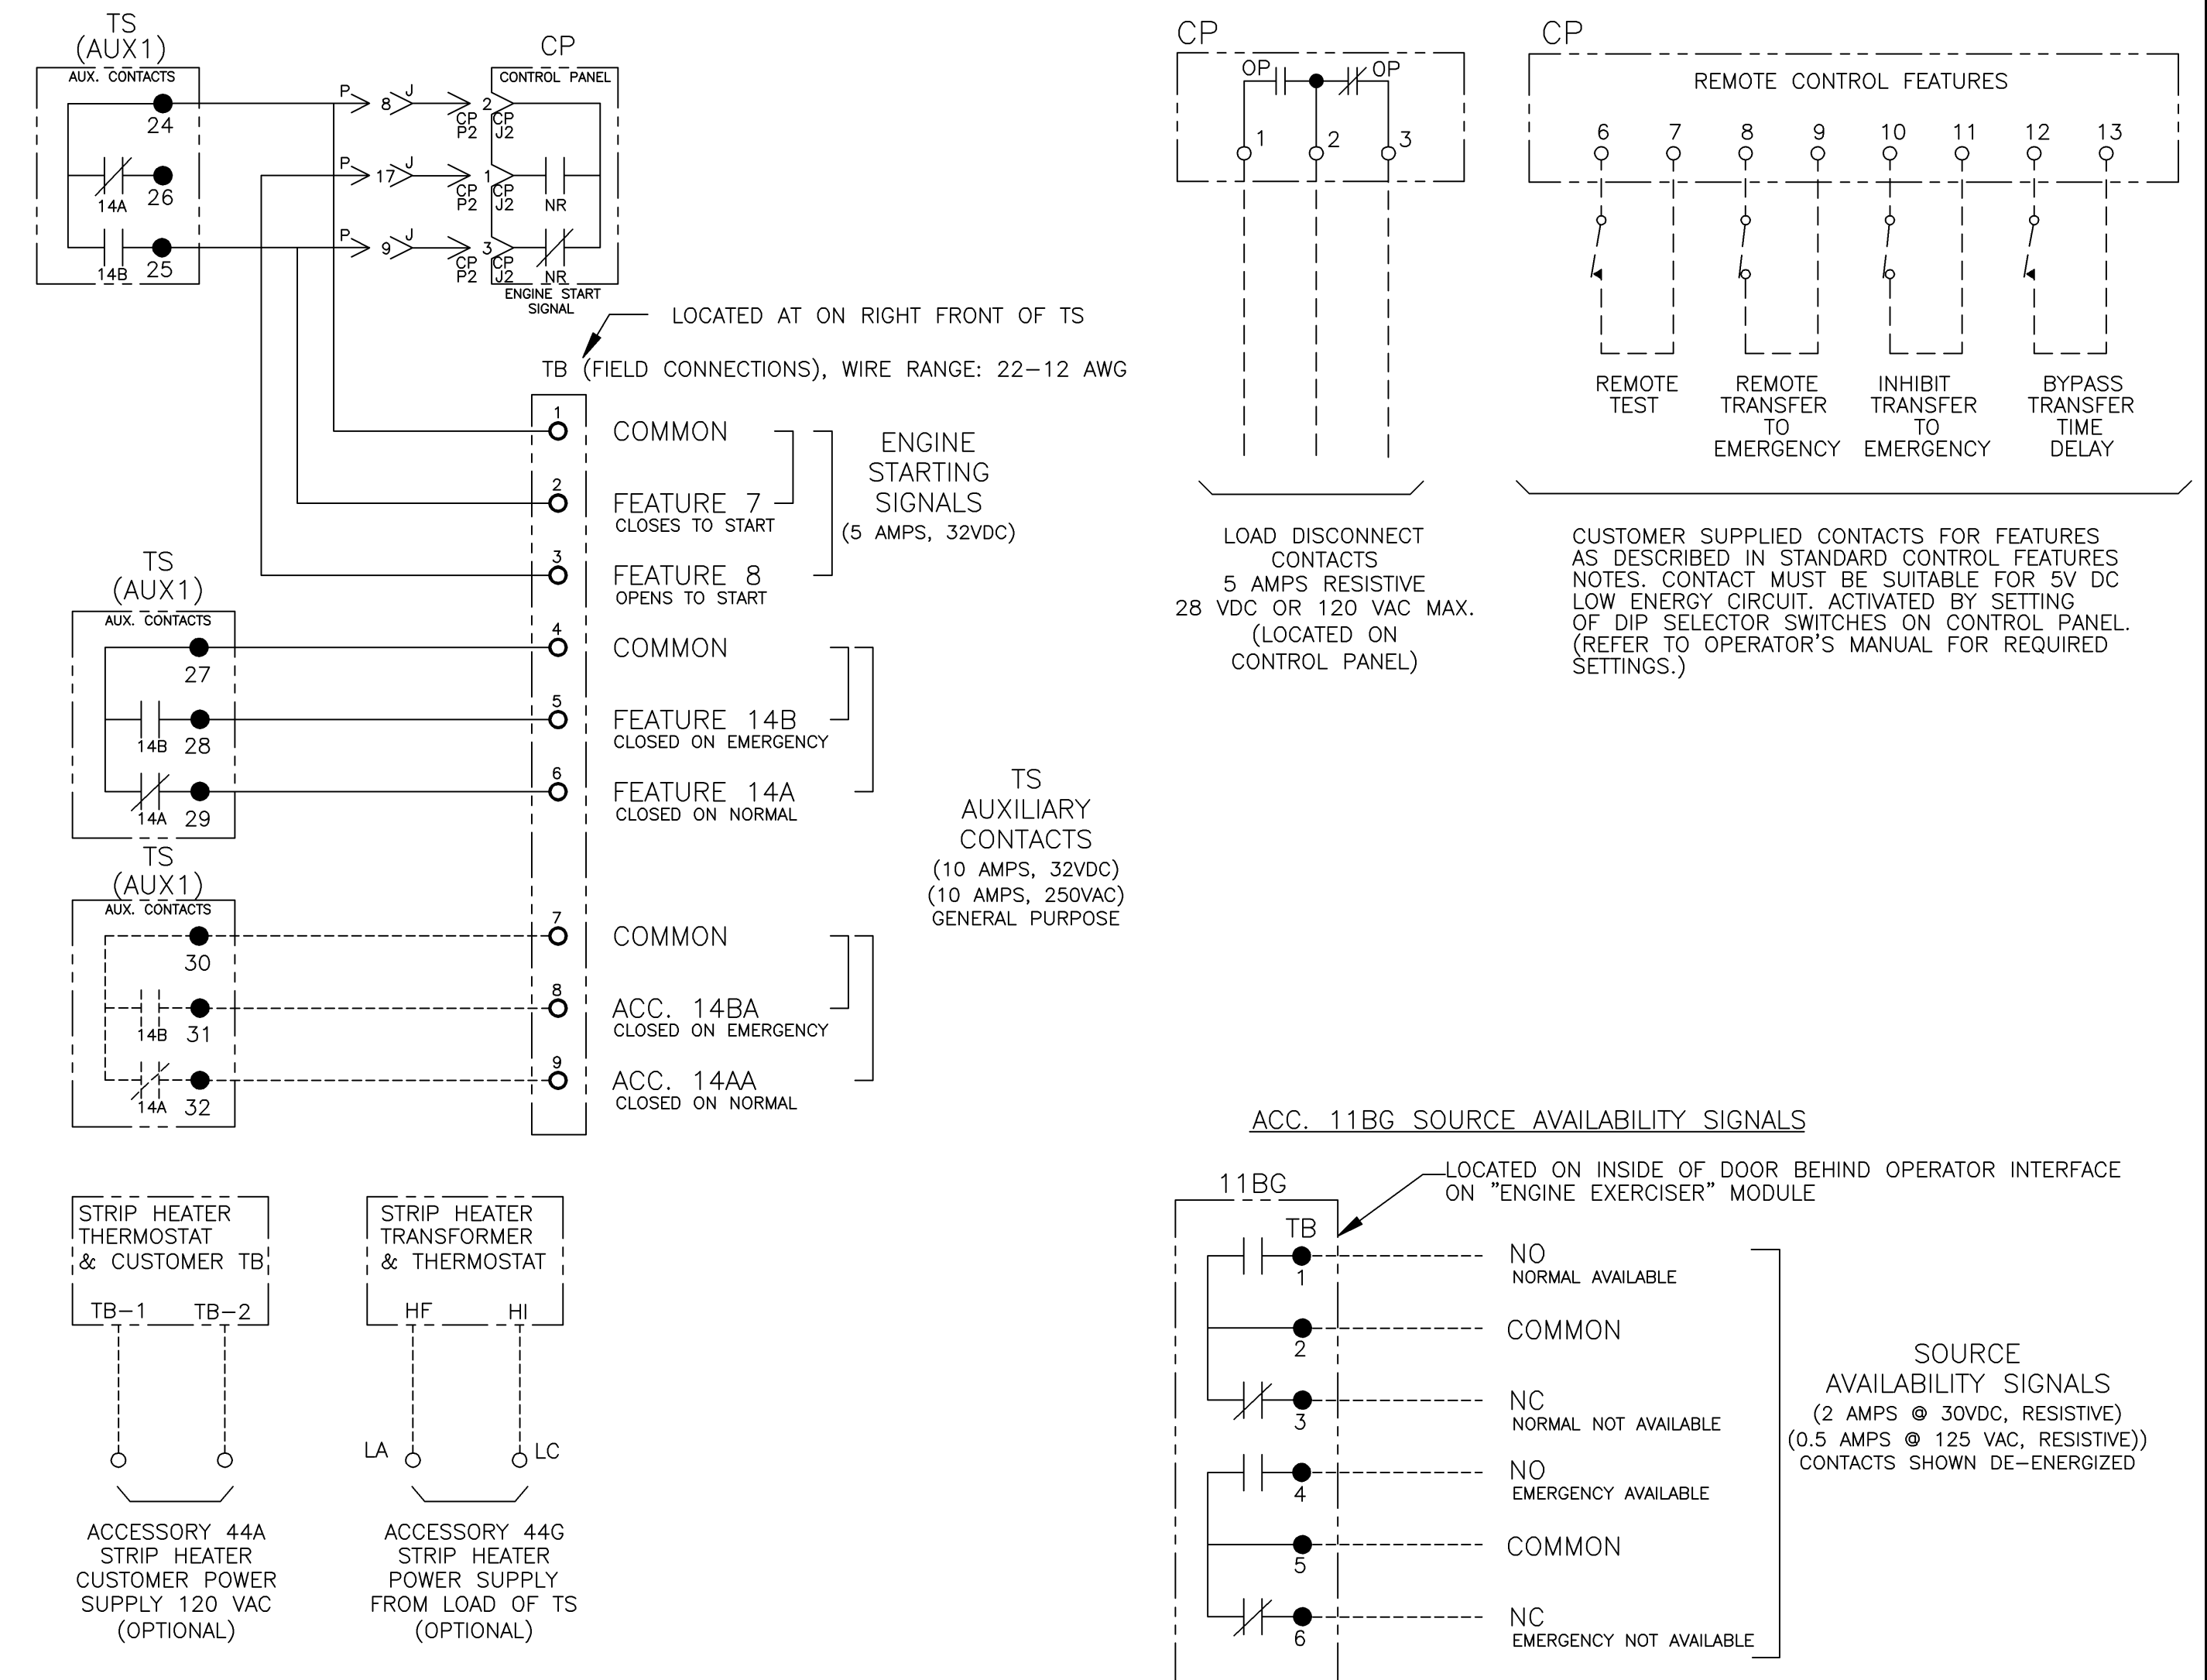 TS
(AUX1)
AUX. CONTACTS
24
26
14A
14B
25
CP
CONTROL PANEL
P 8 J 2
CP CP
P2 J2
P 17 J 1
CP CP
P2 J2
NR
P 9 J 3
CP CP
P2 J2
NR
ENGINE START
SIGNAL
LOCATED AT ON RIGHT FRONT OF TS
TB (FIELD CONNECTIONS), WIRE RANGE: 22-12 AWG
1
COMMON
2
FEATURE 7
CLOSES TO START
3
FEATURE 8
OPENS TO START
ENGINE
STARTING
SIGNALS
(5 AMPS, 32VDC)
TS
(AUX1)
AUX. CONTACTS
27
14B 28
14A 29
4
COMMON
5
FEATURE 14B
CLOSED ON EMERGENCY
6
FEATURE 14A
CLOSED ON NORMAL
TS
AUXILIARY
CONTACTS
(10 AMPS, 32VDC)
(10 AMPS, 250VAC)
GENERAL PURPOSE
TS
(AUX1)
AUX. CONTACTS
30
14B 31
14A 32
7
COMMON
8
ACC. 14BA
CLOSED ON EMERGENCY
9
ACC. 14AA
CLOSED ON NORMAL
STRIP HEATER
THERMOSTAT
& CUSTOMER TB
TB-1 TB-2
ACCESSORY 44A
STRIP HEATER
CUSTOMER POWER
SUPPLY 120 VAC
(OPTIONAL)
STRIP HEATER
TRANSFORMER
& THERMOSTAT
HF HI
LA LC
ACCESSORY 44G
STRIP HEATER
POWER SUPPLY
FROM LOAD OF TS
(OPTIONAL)
CP
OP OP
1 2 3
LOAD DISCONNECT
CONTACTS
5 AMPS RESISTIVE
28 VDC OR 120 VAC MAX.
(LOCATED ON
CONTROL PANEL)
CP
REMOTE CONTROL FEATURES
6 7 8 9 10 11 12 13
REMOTE
TEST
REMOTE
TRANSFER
TO
EMERGENCY
INHIBIT
TRANSFER
TO
EMERGENCY
BYPASS
TRANSFER
TIME
DELAY
CUSTOMER SUPPLIED CONTACTS FOR FEATURES
AS DESCRIBED IN STANDARD CONTROL FEATURES
NOTES. CONTACT MUST BE SUITABLE FOR 5V DC
LOW ENERGY CIRCUIT. ACTIVATED BY SETTING
OF DIP SELECTOR SWITCHES ON CONTROL PANEL.
(REFER TO OPERATOR'S MANUAL FOR REQUIRED
SETTINGS.)
ACC. 11BG SOURCE AVAILABILITY SIGNALS
LOCATED ON INSIDE OF DOOR BEHIND OPERATOR INTERFACE
ON "ENGINE EXERCISER" MODULE
11BG
TB
1
NO
NORMAL AVAILABLE
2
COMMON
3
NC
NORMAL NOT AVAILABLE
4
NO
EMERGENCY AVAILABLE
5
COMMON
6
NC
EMERGENCY NOT AVAILABLE
SOURCE
AVAILABILITY SIGNALS
(2 AMPS @ 30VDC, RESISTIVE)
(0.5 AMPS @ 125 VAC, RESISTIVE))
CONTACTS SHOWN DE-ENERGIZED